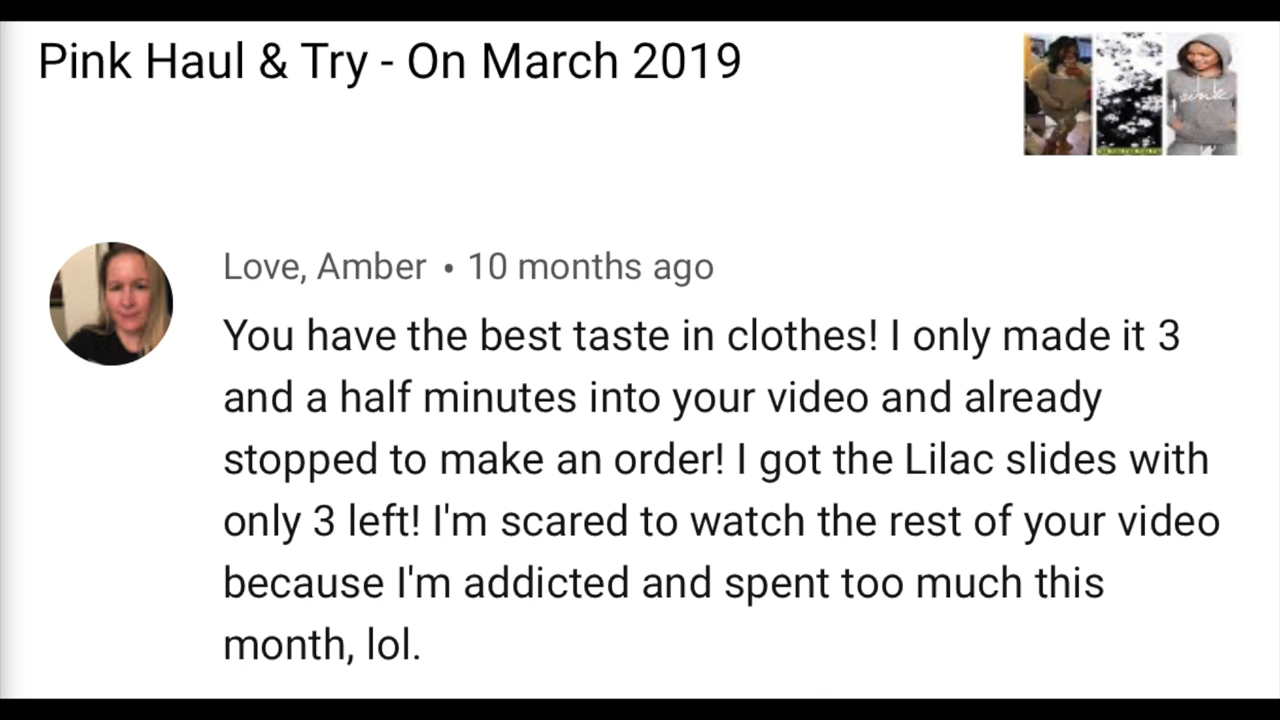 Pink Haul & Try - On March 2019
pink
Love, Amber • 10 months ago
You have the best taste in clothes! I only made it 3
and a half minutes into your video and already
stopped to make an order! I got the Lilac slides with
only 3 left! I'm scared to watch the rest of your video
because I'm addicted and spent too much this
month, lol.